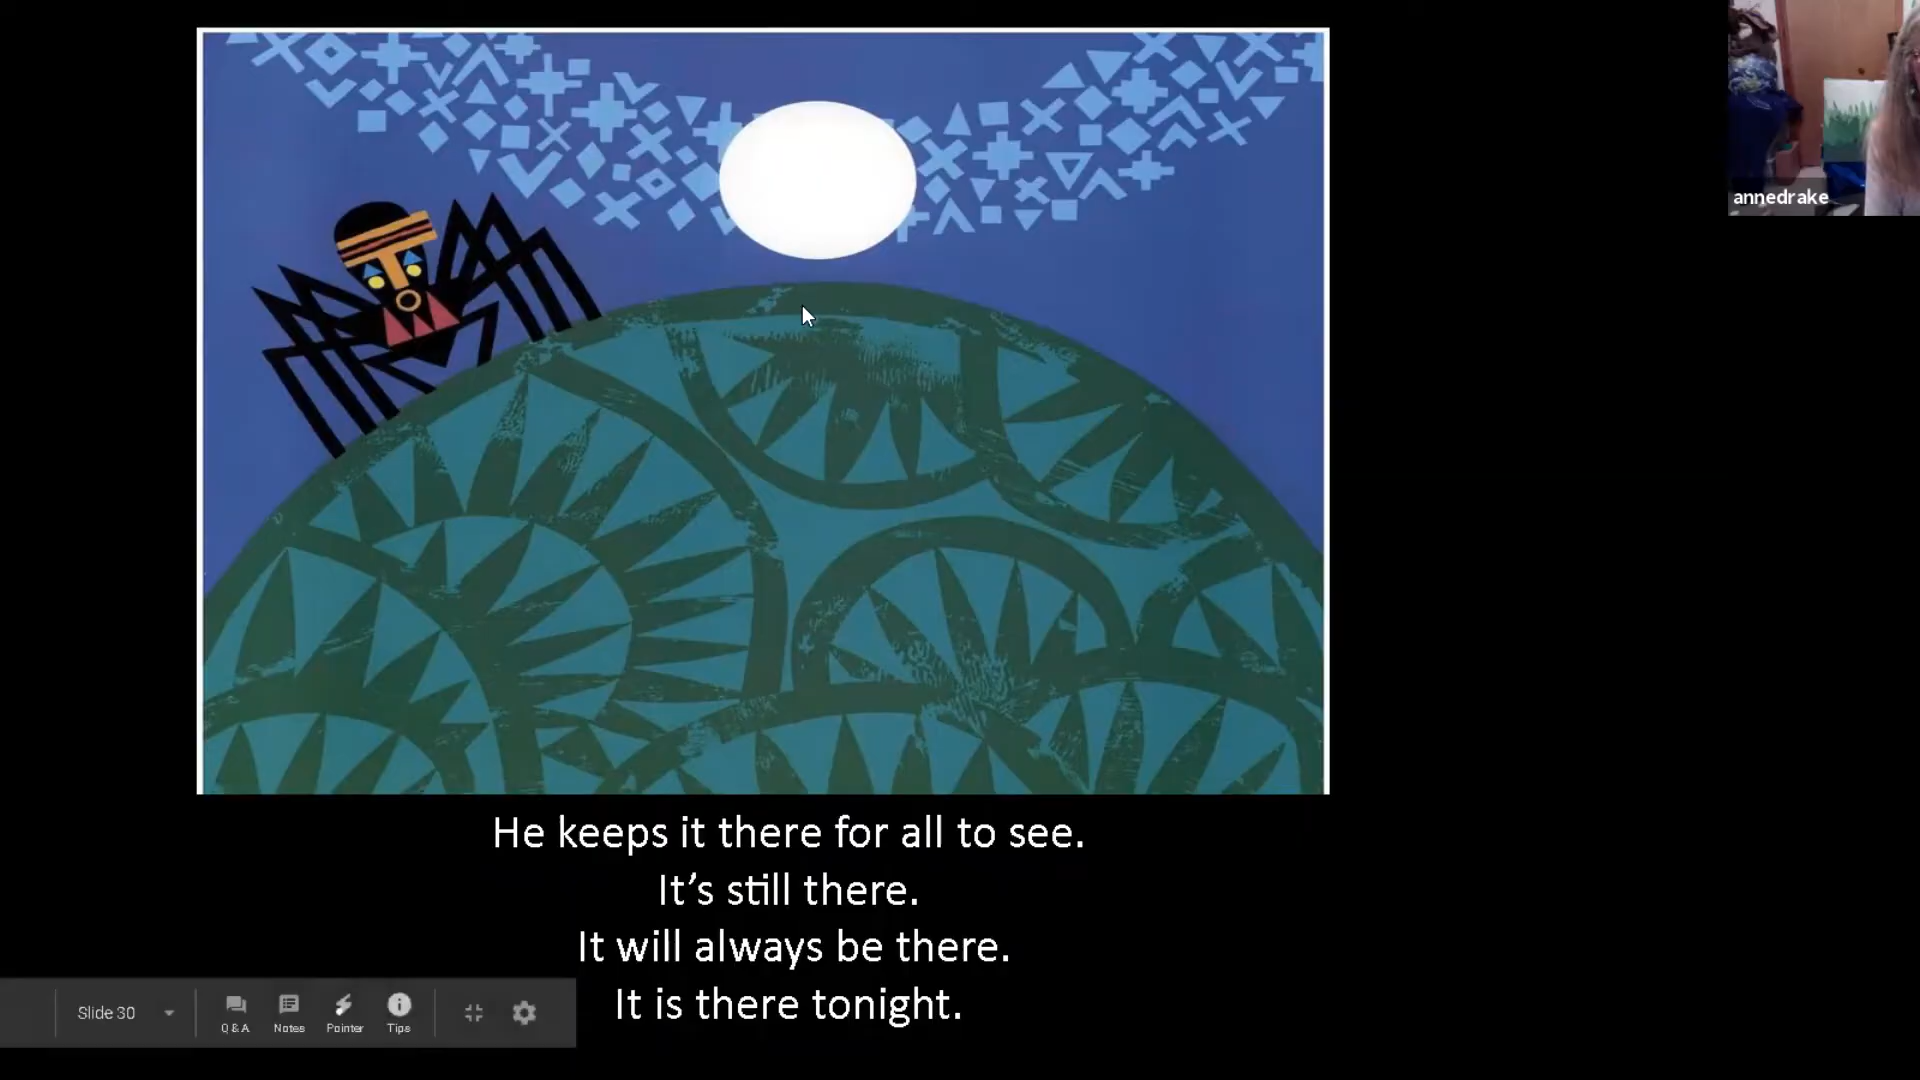 annedrake
He keeps it there for all to see.
It's still there.
It will always be there.
It is there tonight.
Slide 30
Q & A
Notes
Pointer
Tips